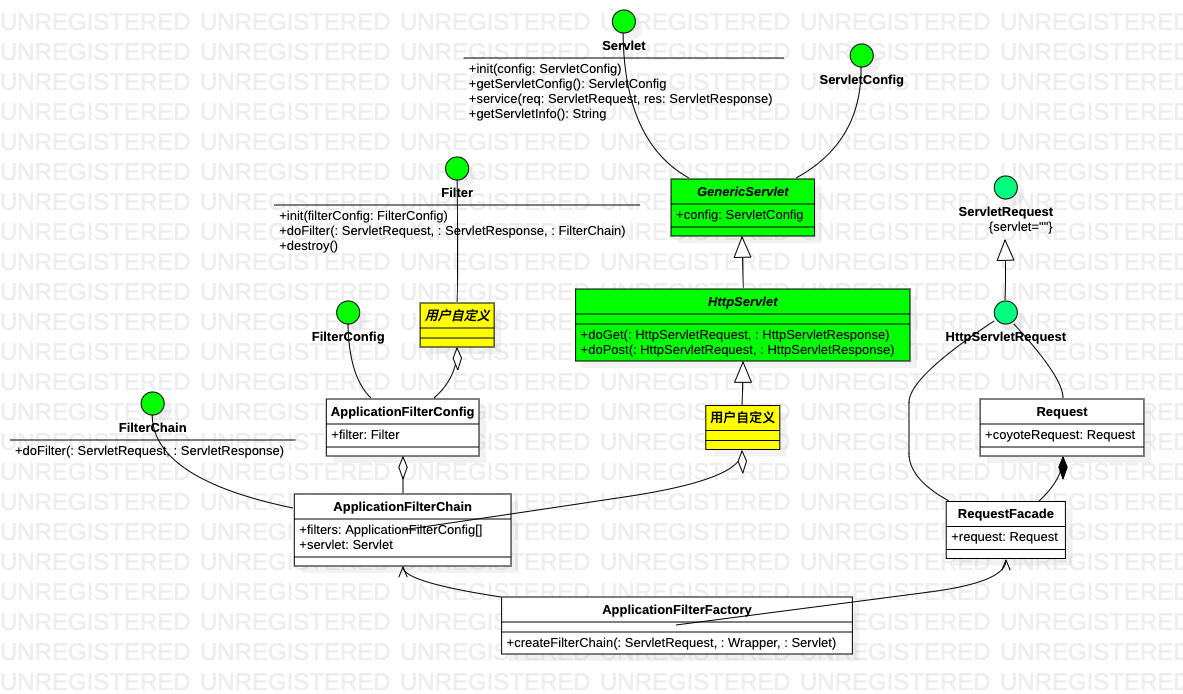 UNREGISTERED
Servlet
+init(config: ServletConfig)
+getServletConfig(): ServletConfig
+service(req: ServletRequest, res: ServletResponse)
+getServletInfo(): String
ServletConfig
Filter
+init(filterConfig: FilterConfig)
+doFilter(: ServletRequest, : ServletResponse, : FilterChain)
+destroy()
GenericServlet
+config: ServletConfig
ServletRequest
{servlet=""}
FilterConfig
用户自定义
HttpServlet
+doGet(: HttpServletRequest, : HttpServletResponse)
+doPost(: HttpServletRequest, : HttpServletResponse)
HttpServletRequest
FilterChain
+doFilter(: ServletRequest, : ServletResponse)
ApplicationFilterConfig
+filter: Filter
用户自定义
Request
+coyoteRequest: Request
ApplicationFilterChain
+filters: ApplicationFilterConfig[]
+servlet: Servlet
RequestFacade
+request: Request
ApplicationFilterFactory
+createFilterChain(: ServletRequest, : Wrapper, : Servlet)